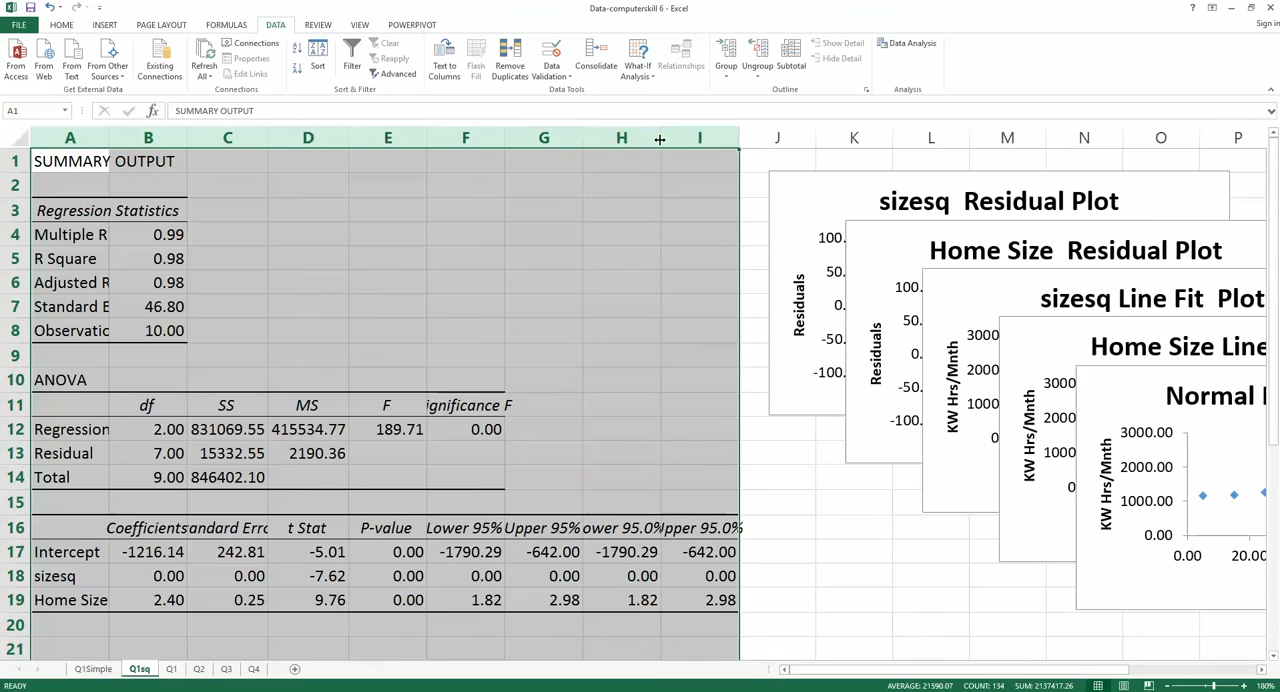 Data-computerskill 6 - Excel
Sign in
FILE HOME INSERT PAGE LAYOUT FORMULAS DATA REVIEW VIEW POWERPIVOT
From Access
From Web
From Text
From Other Sources
Existing Connections
Get External Data
Refresh All
Connections
Properties
Edit Links
Connections
Sort
Filter
Clear
Reapply
Advanced
Sort & Filter
Text to Columns
Flash Fill
Remove Duplicates
Data Validation
Consolidate
What-If Analysis
Relationships
Data Tools
Group
Ungroup
Subtotal
Show Detail
Hide Detail
Outline
Data Analysis
Analysis
A1 fx SUMMARY OUTPUT
A B C D E F G H I J K L M N O P
1 SUMMARY OUTPUT
2
3 Regression Statistics
4 Multiple R 0.99
5 R Square 0.98
6 Adjusted R 0.98
7 Standard E 46.80
8 Observatic 10.00
9
10 ANOVA
11 df SS MS F ignificance F
12 Regression 2.00 831069.55 415534.77 189.71 0.00
13 Residual 7.00 15332.55 2190.36
14 Total 9.00 846402.10
15
16 Coefficients andard Erro t Stat P-value Lower 95% Upper 95% ower 95.0% pper 95.0%
17 Intercept -1216.14 242.81 -5.01 0.00 -1790.29 -642.00 -1790.29 -642.00
18 sizesq 0.00 0.00 -7.62 0.00 0.00 0.00 0.00 0.00
19 Home Size 2.40 0.25 9.76 0.00 1.82 2.98 1.82 2.98
20
21
sizesq Residual Plot
Residuals
100.
50.
0.
-50.
-100.
Home Size Residual Plot
Residuals
100.
50.
0.
-50.
-100.
sizesq Line Fit Plot
KW Hrs/Mnth
3000
2000
1000
0
Home Size Line
KW Hrs/Mnth
3000
2000
1000
0
Normal
KW Hrs/Mnth
3000.00
2000.00
1000.00
0.00
0.00 20.00
Q1Simple Q1sq Q1 Q2 Q3 Q4
READY
AVERAGE: 21590.07 COUNT: 134 SUM: 2137417.26
180%